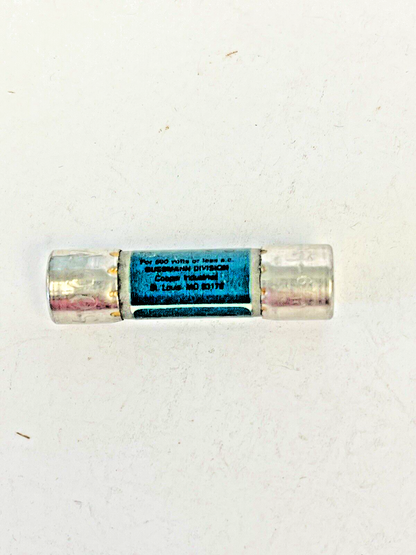 For 600 volts or less a.c.
BUSSMANN DIVISION
Cooper Industries
St. Louis MO 63178